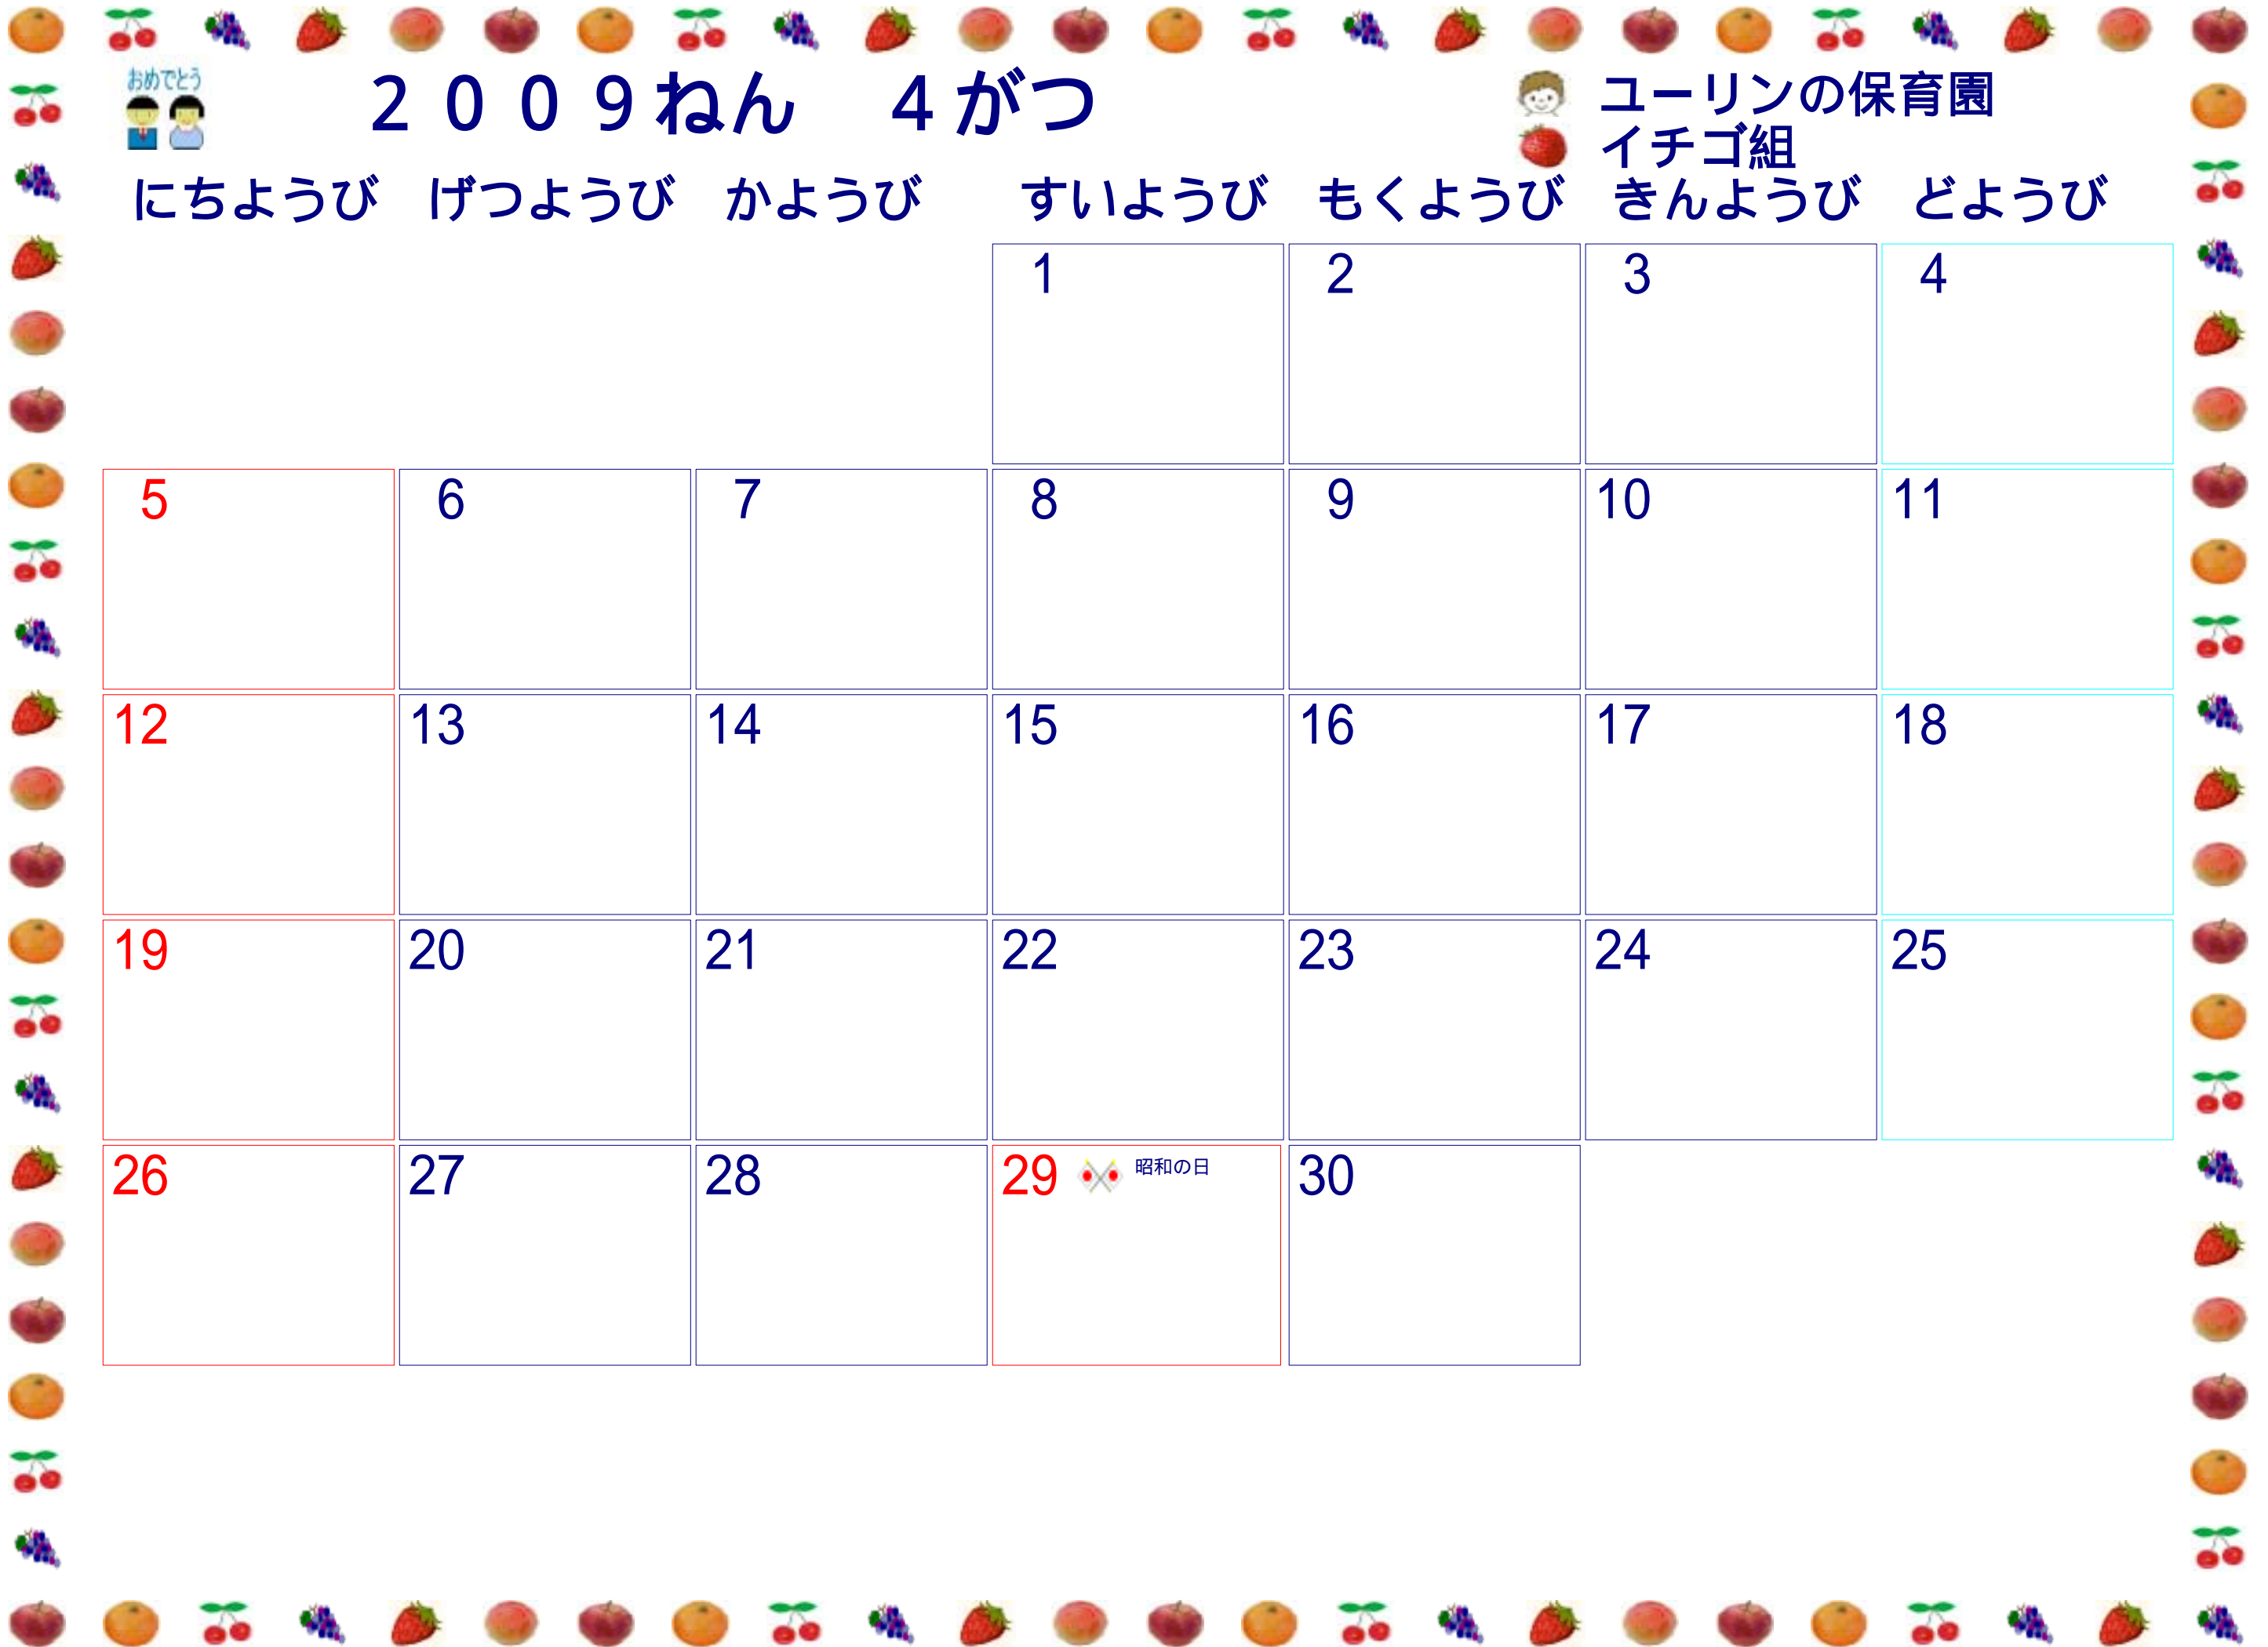 おめでとう
２００９ねん　４がつ
ユーリンの保育園
イチゴ組
にちようび　げつようび　かようび　すいようび　もくようび　きんようび　どようび
1 2 3 4
5 6 7 8 9 10 11
12 13 14 15 16 17 18
19 20 21 22 23 24 25
26 27 28 29 昭和の日 30